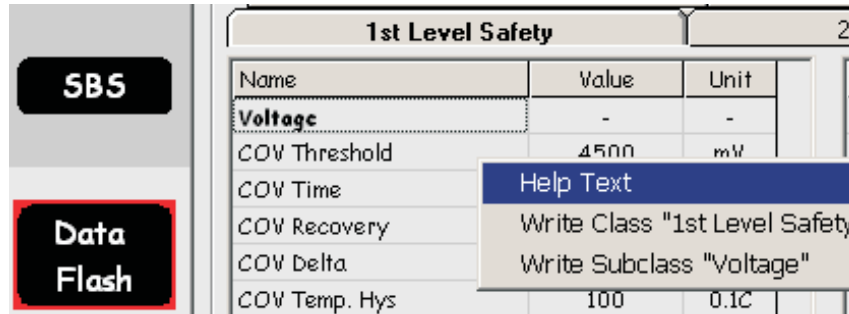 SBS
Data
Flash
1st Level Safety 2
Name Value Unit
Voltage - -
COV Threshold 4500 mV
COV Time
COV Recovery
COV Delta
COV Temp. Hys 100 0.1C
Help Text
Write Class "1st Level Safety
Write Subclass "Voltage"